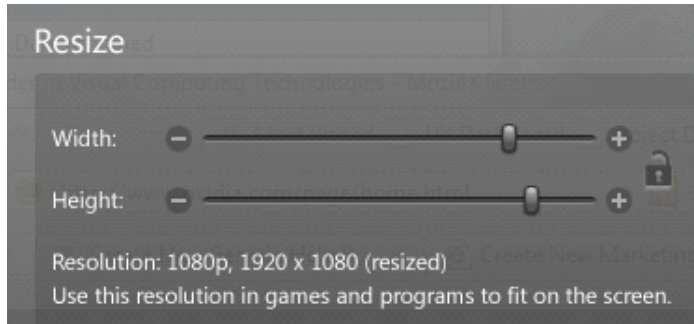 Resize
Width:
Height:
Resolution: 1080p, 1920 x 1080 (resized)
Use this resolution in games and programs to fit on the screen.